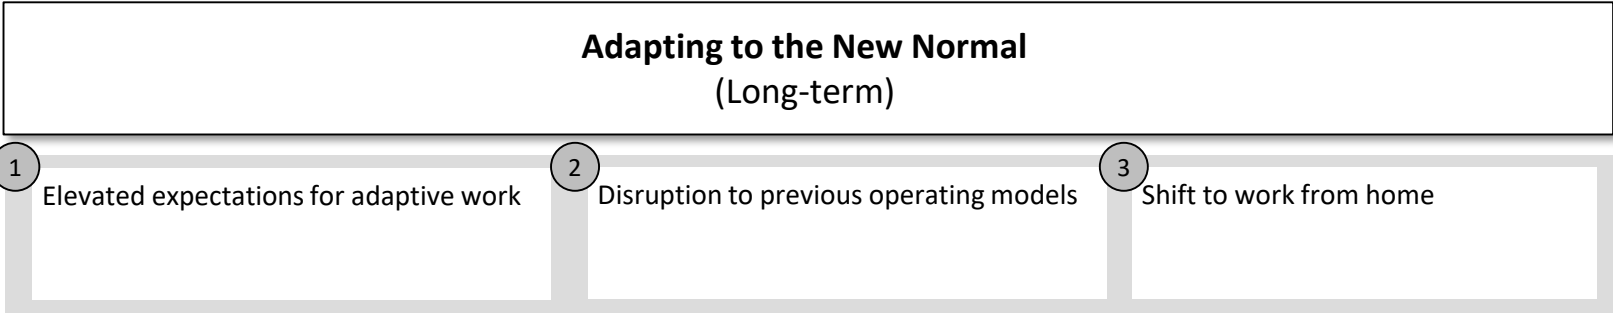 Adapting to the New Normal
(Long-term)
1
Elevated expectations for adaptive work
2
Disruption to previous operating models
3
Shift to work from home